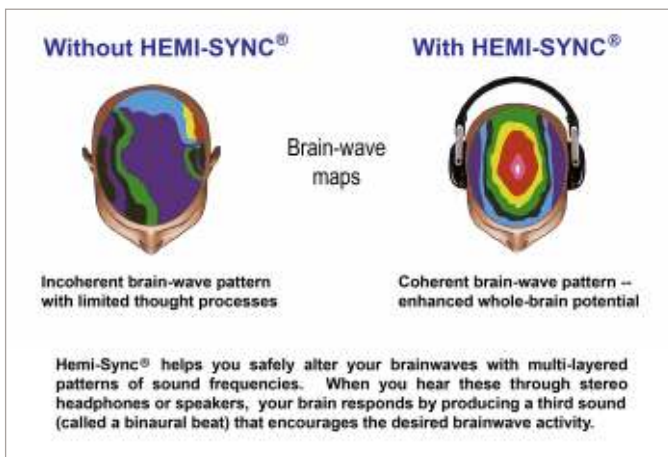 Without HEMI-SYNC®
With HEMI-SYNC®
Brain-wave
maps
Incoherent brain-wave pattern
with limited thought processes
Coherent brain-wave pattern --
enhanced whole-brain potential
Hemi-Sync® helps you safely alter your brainwaves with multi-layered
patterns of sound frequencies. When you hear these through stereo
headphones or speakers, your brain responds by producing a third sound
(called a binaural beat) that encourages the desired brainwave activity.